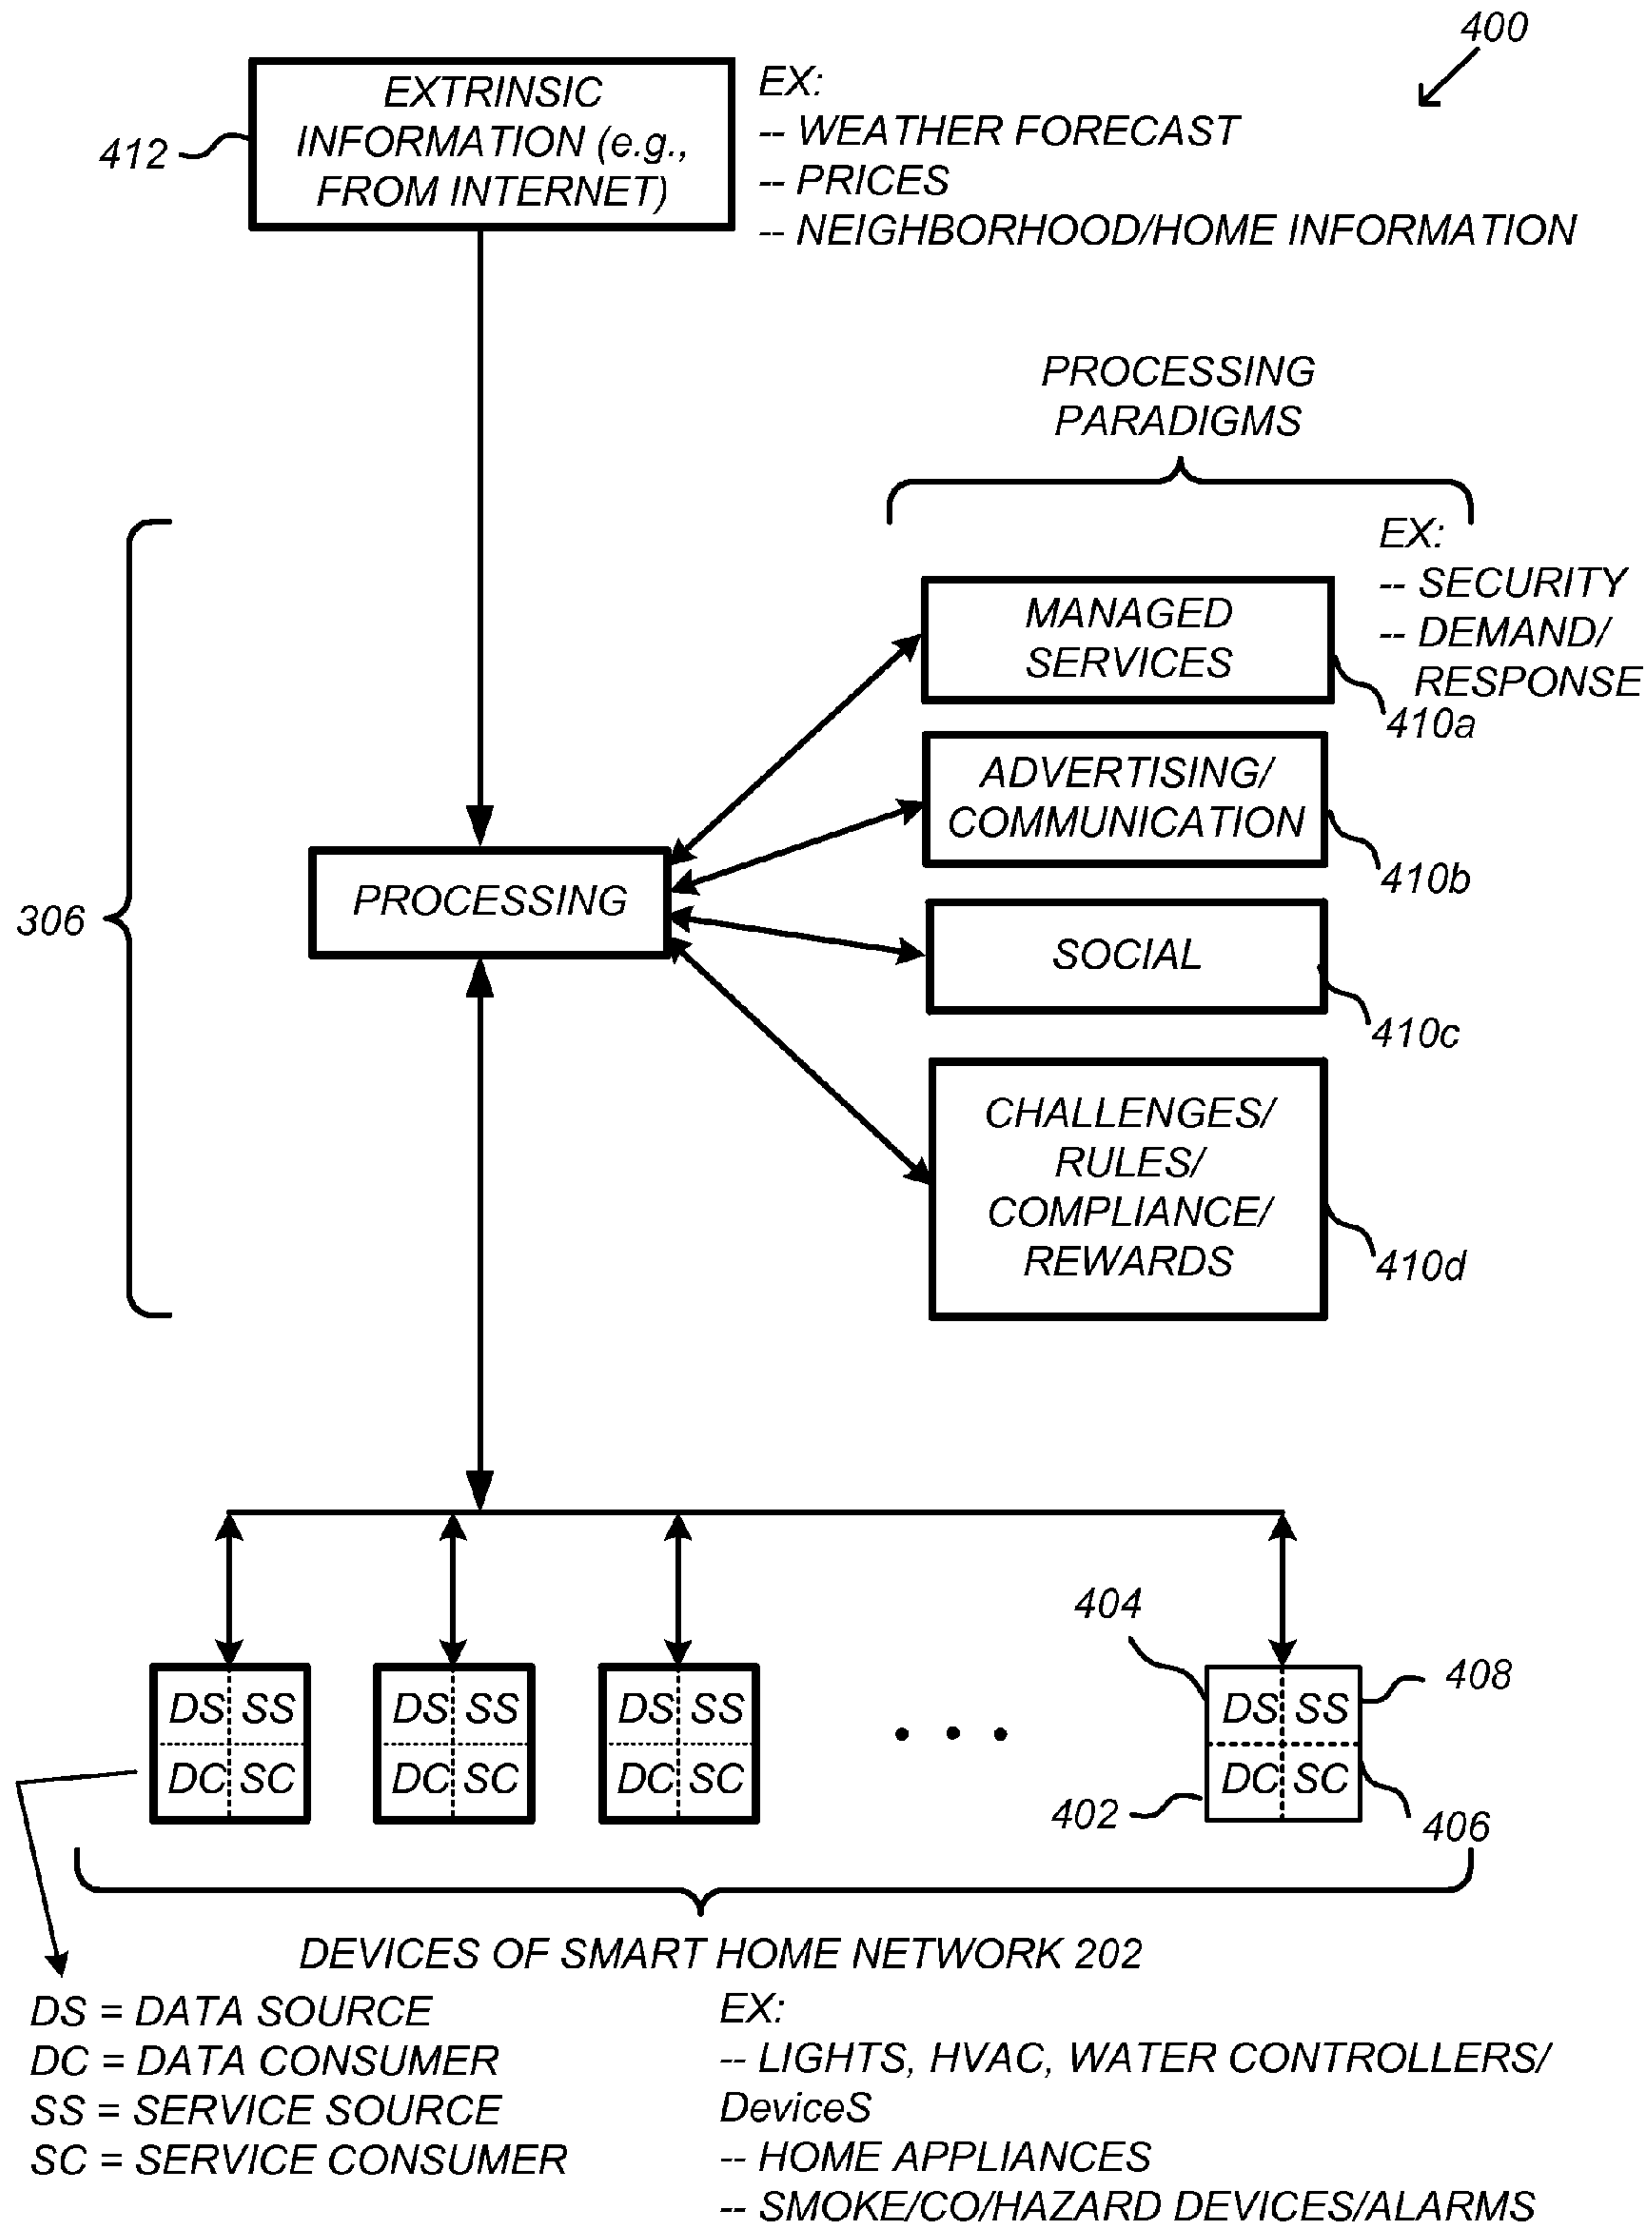 400
EXTRINSIC
INFORMATION (e.g.,
FROM INTERNET)
412
EX:
-- WEATHER FORECAST
-- PRICES
-- NEIGHBORHOOD/HOME INFORMATION
PROCESSING
PARADIGMS
EX:
-- SECURITY
-- DEMAND/
RESPONSE
MANAGED
SERVICES
410a
ADVERTISING/
COMMUNICATION
410b
PROCESSING
306
SOCIAL
410c
CHALLENGES/
RULES/
COMPLIANCE/
REWARDS
410d
404
408
DS SS
DC SC
DS SS
DC SC
DS SS
DC SC
. . .
DS SS
DC SC
402
406
DEVICES OF SMART HOME NETWORK 202
DS = DATA SOURCE
DC = DATA CONSUMER
SS = SERVICE SOURCE
SC = SERVICE CONSUMER
EX:
-- LIGHTS, HVAC, WATER CONTROLLERS/
DeviceS
-- HOME APPLIANCES
-- SMOKE/CO/HAZARD DEVICES/ALARMS